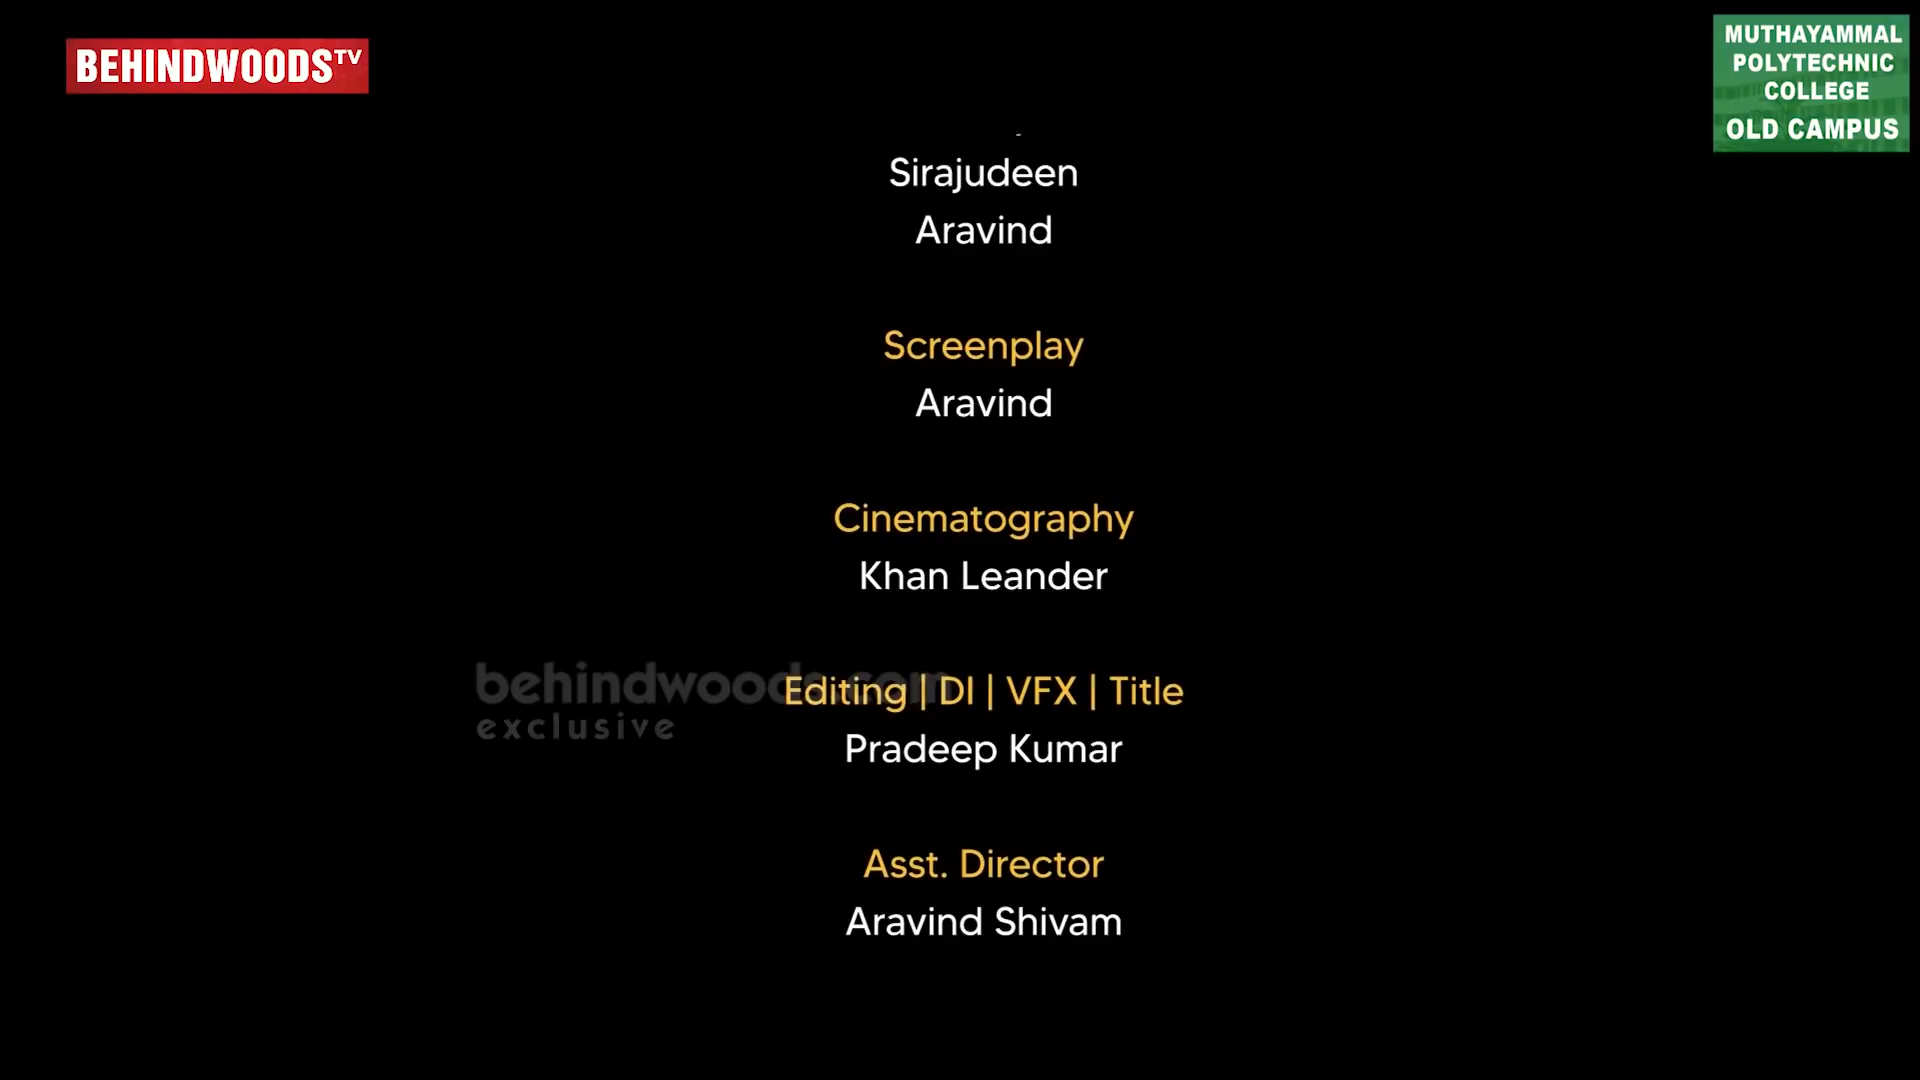 BEHINDWOODS TV
MUTHAYAMMAL
POLYTECHNIC
COLLEGE
OLD CAMPUS
Sirajudeen
Aravind
Screenplay
Aravind
Cinematography
Khan Leander
behindwoods.com
exclusive
Editing | DI | VFX | Title
Pradeep Kumar
Asst. Director
Aravind Shivam